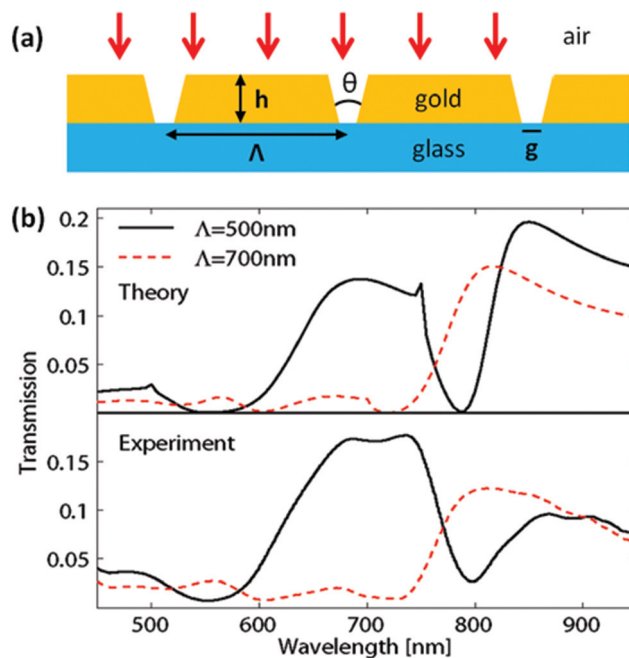 (a)
air
h
θ
gold
Λ
glass
g
(b)
0.2
Λ=500nm
Λ=700nm
0.15
Theory
0.1
0.05
Experiment
0.15
0.1
0.05
Transmission
500 600 700 800 900
Wavelength [nm]